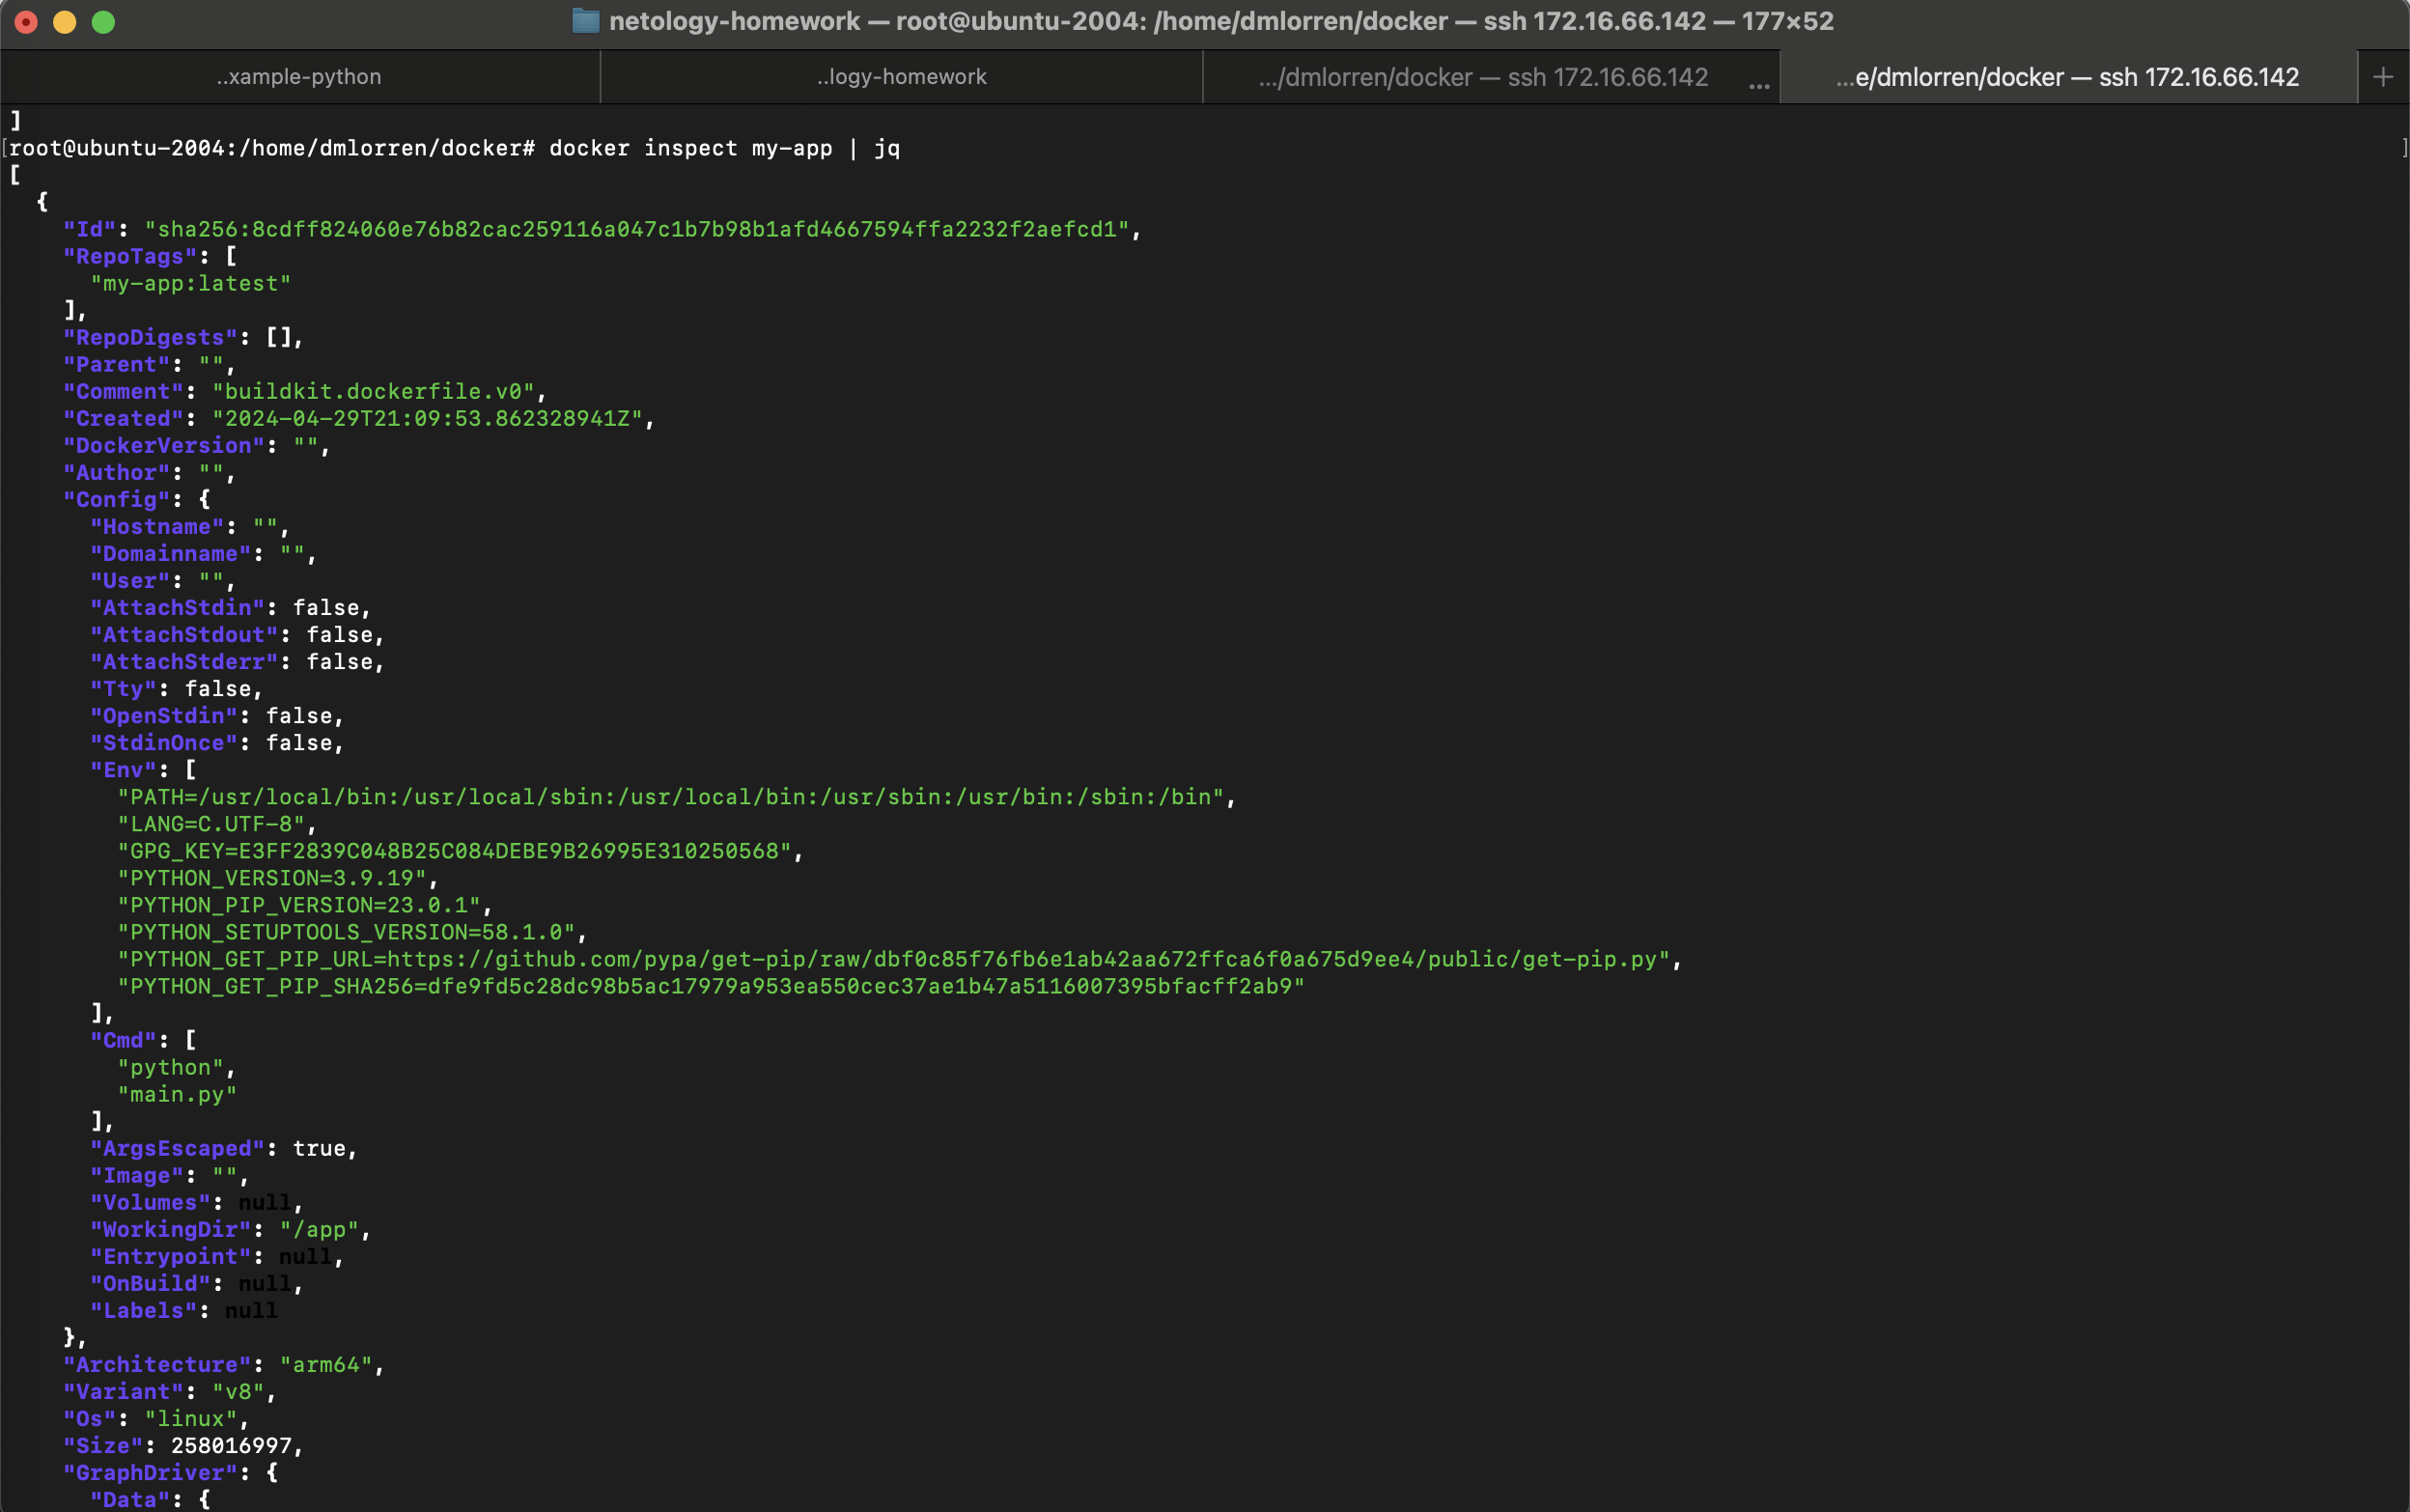 netology-homework — root@ubuntu-2004: /home/dmlorren/docker — ssh 172.16.66.142 — 177×52
..xample-python
..logy-homework
.../dmlorren/docker — ssh 172.16.66.142 ...
...e/dmlorren/docker — ssh 172.16.66.142
+
]
[root@ubuntu-2004:/home/dmlorren/docker# docker inspect my-app | jq ]
[
  {
    "Id": "sha256:8cdff824060e76b82cac259116a047c1b7b98b1afd4667594ffa2232f2aefcd1",
    "RepoTags": [
      "my-app:latest"
    ],
    "RepoDigests": [],
    "Parent": "",
    "Comment": "buildkit.dockerfile.v0",
    "Created": "2024-04-29T21:09:53.862328941Z",
    "DockerVersion": "",
    "Author": "",
    "Config": {
      "Hostname": "",
      "Domainname": "",
      "User": "",
      "AttachStdin": false,
      "AttachStdout": false,
      "AttachStderr": false,
      "Tty": false,
      "OpenStdin": false,
      "StdinOnce": false,
      "Env": [
        "PATH=/usr/local/bin:/usr/local/sbin:/usr/local/bin:/usr/sbin:/usr/bin:/sbin:/bin",
        "LANG=C.UTF-8",
        "GPG_KEY=E3FF2839C048B25C084DEBE9B26995E310250568",
        "PYTHON_VERSION=3.9.19",
        "PYTHON_PIP_VERSION=23.0.1",
        "PYTHON_SETUPTOOLS_VERSION=58.1.0",
        "PYTHON_GET_PIP_URL=https://github.com/pypa/get-pip/raw/dbf0c85f76fb6e1ab42aa672ffca6f0a675d9ee4/public/get-pip.py",
        "PYTHON_GET_PIP_SHA256=dfe9fd5c28dc98b5ac17979a953ea550cec37ae1b47a5116007395bfacff2ab9"
      ],
      "Cmd": [
        "python",
        "main.py"
      ],
      "ArgsEscaped": true,
      "Image": "",
      "Volumes": null,
      "WorkingDir": "/app",
      "Entrypoint": null,
      "OnBuild": null,
      "Labels": null
    },
    "Architecture": "arm64",
    "Variant": "v8",
    "Os": "linux",
    "Size": 258016997,
    "GraphDriver": {
      "Data": {